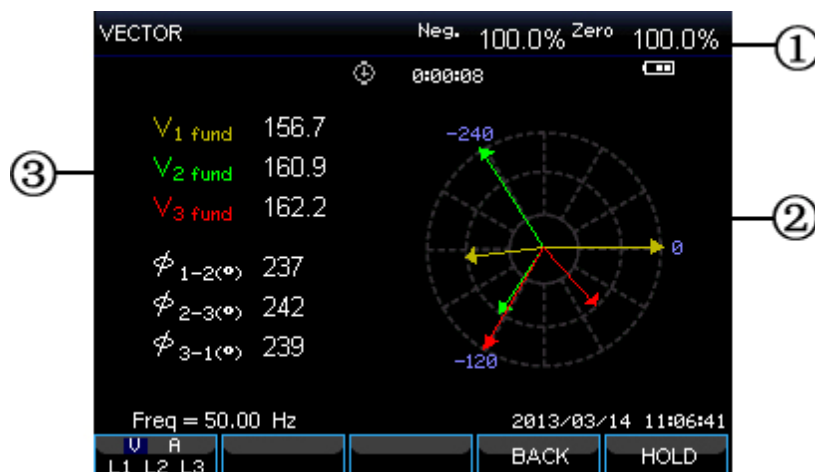 VECTOR Neg. 100.0% Zero 100.0% ①
0:00:08
-240
V1 fund 156.7
V2 fund 160.9
③
V3 fund 162.2
②
0
ϕ1-2(°) 237
ϕ2-3(°) 242
ϕ3-1(°) 239
-120
Freq = 50.00 Hz 2013/03/14 11:06:41
V A
L1 L2 L3
BACK HOLD